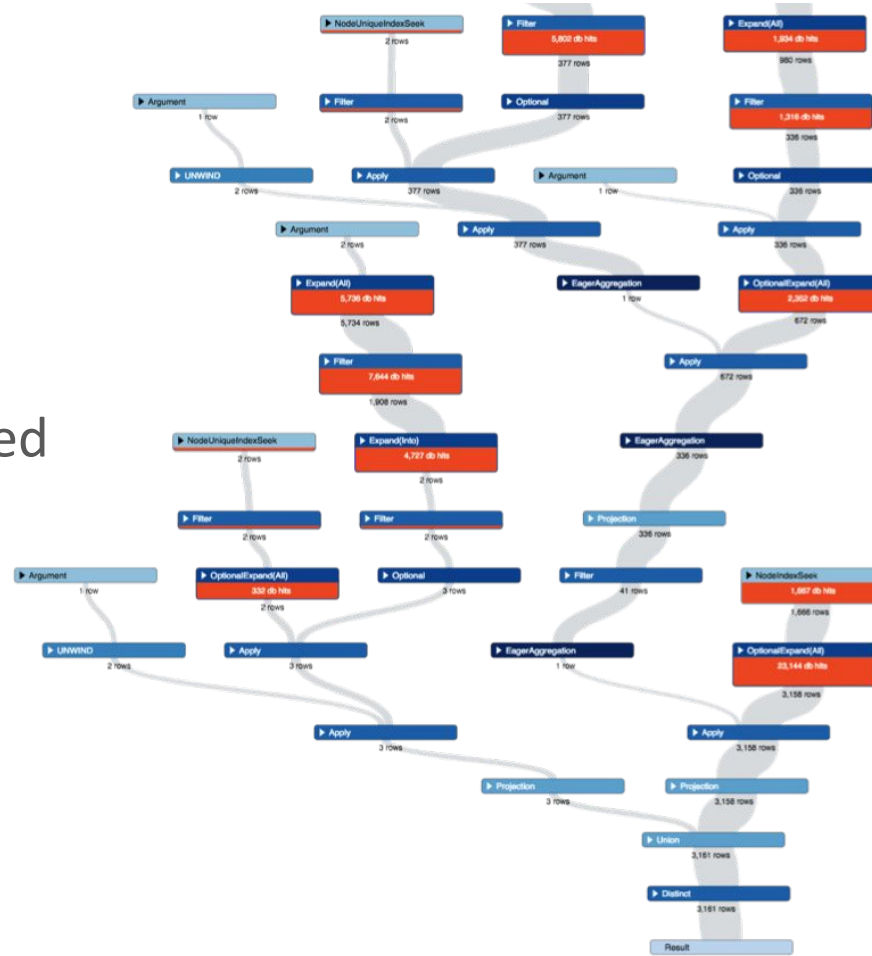 NodeUniqueIndexSeek
2 rows
Filter
5,802 db hits
377 rows
Expand(All)
1,934 db hits
980 rows
Argument
1 row
Filter
2 rows
Optional
377 rows
Filter
1,316 db hits
336 rows
UNWIND
2 rows
Apply
377 rows
Argument
1 row
Optional
336 rows
Argument
2 rows
Apply
377 rows
Apply
336 rows
Expand(All)
5,736 db hits
5,734 rows
EagerAggregation
1 row
OptionalExpand(All)
2,352 db hits
672 rows
Filter
7,644 db hits
1,908 rows
Apply
672 rows
ed
NodeUniqueIndexSeek
2 rows
Expand(Into)
4,727 db hits
2 rows
EagerAggregation
336 rows
Filter
2 rows
Filter
2 rows
Projection
336 rows
Argument
1 row
OptionalExpand(All)
332 db hits
2 rows
Optional
3 rows
Filter
41 rows
NodeIndexSeek
1,667 db hits
1,666 rows
UNWIND
2 rows
Apply
3 rows
EagerAggregation
1 row
OptionalExpand(All)
23,144 db hits
3,158 rows
Apply
3 rows
Apply
3,158 rows
Projection
3 rows
Projection
3,158 rows
Union
3,161 rows
Distinct
3,161 rows
Result